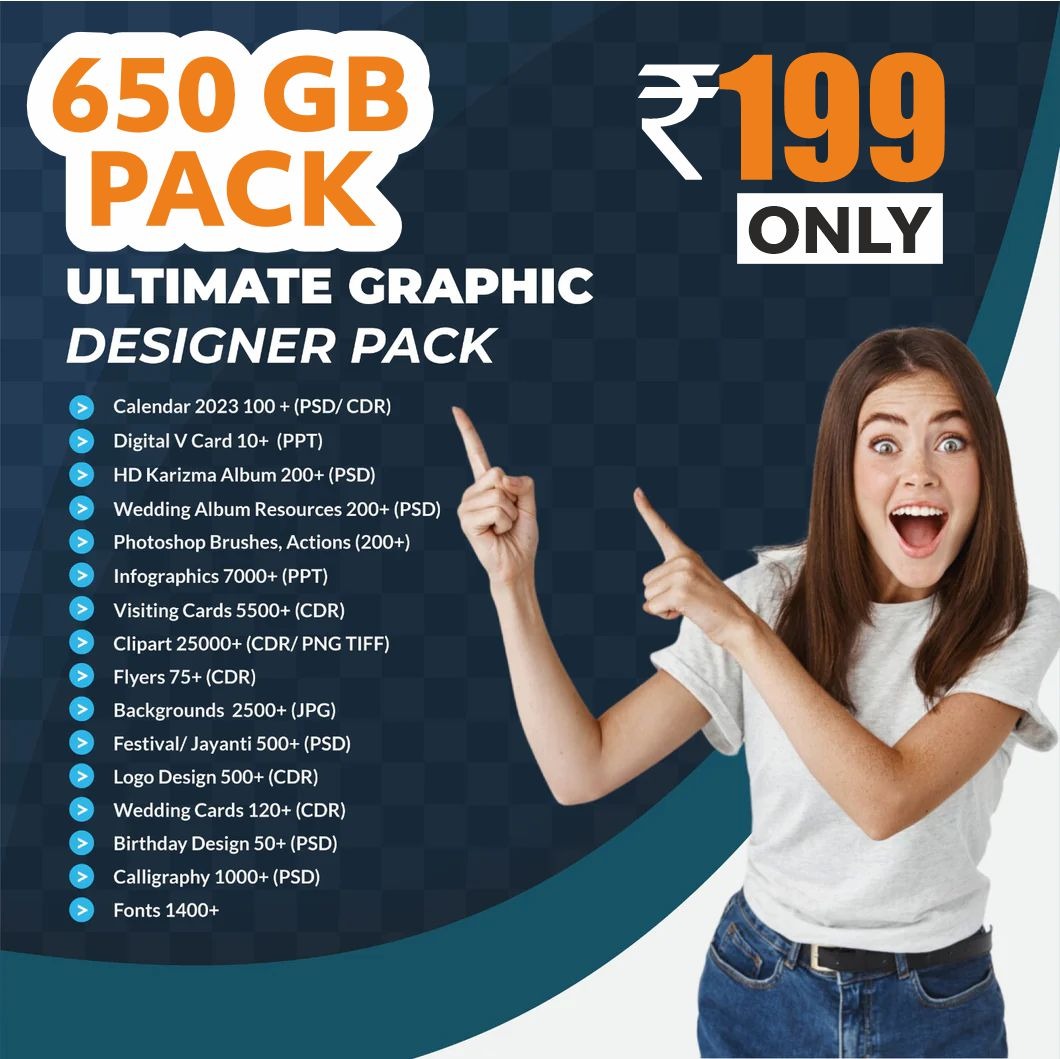 650 GB
PACK
₹199
ONLY
ULTIMATE GRAPHIC
DESIGNER PACK
Calendar 2023 100 + (PSD/ CDR)
Digital V Card 10+ (PPT)
HD Karizma Album 200+ (PSD)
Wedding Album Resources 200+ (PSD)
Photoshop Brushes, Actions (200+)
Infographics 7000+ (PPT)
Visiting Cards 5500+ (CDR)
Clipart 25000+ (CDR/ PNG TIFF)
Flyers 75+ (CDR)
Backgrounds 2500+ (JPG)
Festival/ Jayanti 500+ (PSD)
Logo Design 500+ (CDR)
Wedding Cards 120+ (CDR)
Birthday Design 50+ (PSD)
Calligraphy 1000+ (PSD)
Fonts 1400+